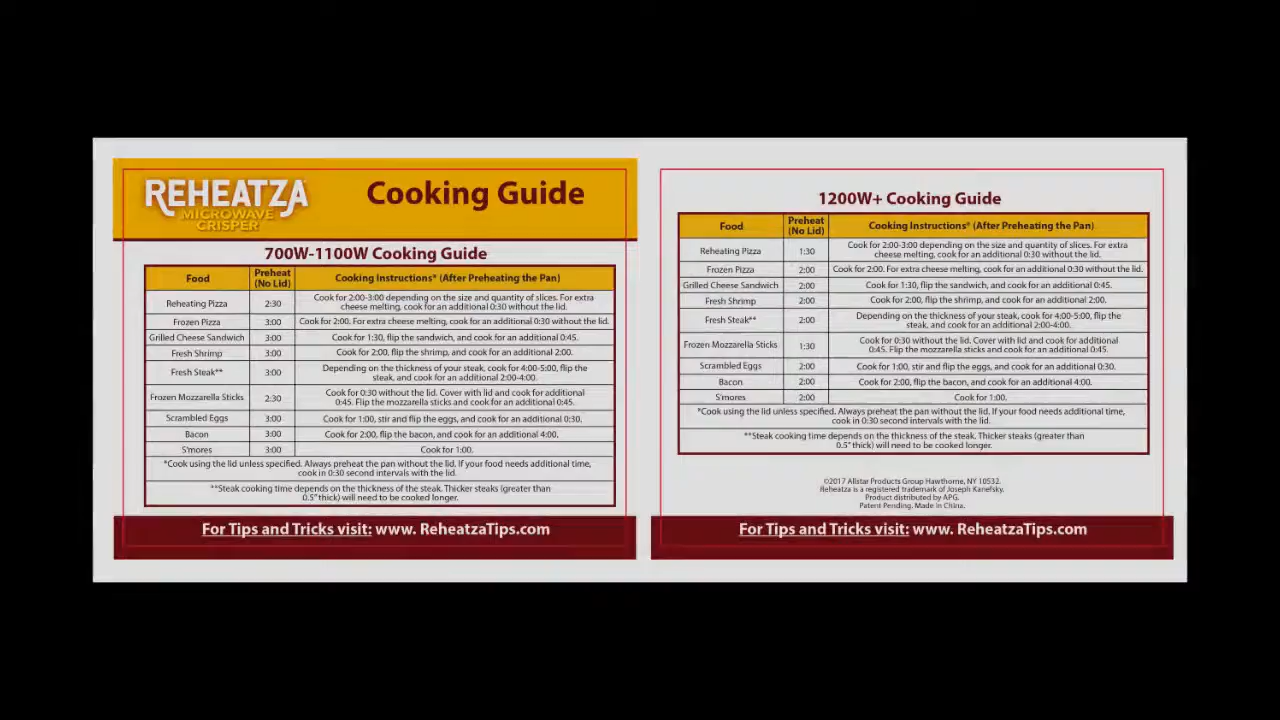 REHEATZA
MICROWAVE
CRISPER
Cooking Guide
700W-1100W Cooking Guide
Food Preheat (No Lid) Cooking Instructions* (After Preheating the Pan)
Reheating Pizza 2:30 Cook for 2:00-3:00 depending on the size and quantity of slices. For extra
cheese melting, cook for an additional 0:30 without the lid.
Frozen Pizza 3:00 Cook for 2:00. For extra cheese melting, cook for an additional 0:30 without the lid.
Grilled Cheese Sandwich 3:00 Cook for 1:30, flip the sandwich, and cook for an additional 0:45.
Fresh Shrimp 3:00 Cook for 2:00, flip the shrimp, and cook for an additional 2:00.
Fresh Steak** 3:00 Depending on the thickness of your steak, cook for 4:00-5:00, flip the
steak, and cook for an additional 2:00-4:00.
Frozen Mozzarella Sticks 2:30 Cook for 0:30 without the lid. Cover with lid and cook for additional
0:45. Flip the mozzarella sticks and cook for an additional 0:45.
Scrambled Eggs 3:00 Cook for 1:00, stir and flip the eggs, and cook for an additional 0:30.
Bacon 3:00 Cook for 2:00, flip the bacon, and cook for an additional 4:00.
S'mores 3:00 Cook for 1:00.
*Cook using the lid unless specified. Always preheat the pan without the lid. If your food needs additional time,
cook in 0:30 second intervals with the lid.
**Steak cooking time depends on the thickness of the steak. Thicker steaks (greater than
0.5" thick) will need to be cooked longer.
For Tips and Tricks visit: www. ReheatzaTips.com
1200W+ Cooking Guide
Food Preheat (No Lid) Cooking Instructions* (After Preheating the Pan)
Reheating Pizza 1:30 Cook for 2:00-3:00 depending on the size and quantity of slices. For extra
cheese melting, cook for an additional 0:30 without the lid.
Frozen Pizza 2:00 Cook for 2:00. For extra cheese melting, cook for an additional 0:30 without the lid.
Grilled Cheese Sandwich 2:00 Cook for 1:30, flip the sandwich, and cook for an additional 0:45.
Fresh Shrimp 2:00 Cook for 2:00, flip the shrimp, and cook for an additional 2:00.
Fresh Steak** 2:00 Depending on the thickness of your steak, cook for 4:00-5:00, flip the
steak, and cook for an additional 2:00-4:00.
Frozen Mozzarella Sticks 1:30 Cook for 0:30 without the lid. Cover with lid and cook for additional
0:45. Flip the mozzarella sticks and cook for an additional 0:45.
Scrambled Eggs 2:00 Cook for 1:00, stir and flip the eggs, and cook for an additional 0:30.
Bacon 2:00 Cook for 2:00, flip the bacon, and cook for an additional 4:00.
S'mores 2:00 Cook for 1:00.
*Cook using the lid unless specified. Always preheat the pan without the lid. If your food needs additional time,
cook in 0:30 second intervals with the lid.
**Steak cooking time depends on the thickness of the steak. Thicker steaks (greater than
0.5" thick) will need to be cooked longer.
©2017 Allstar Products Group Hawthorne, NY 10532.
Reheatza is a registered trademark of Joseph Kanefsky.
Product distributed by APG.
Patent Pending. Made in China.
For Tips and Tricks visit: www. ReheatzaTips.com